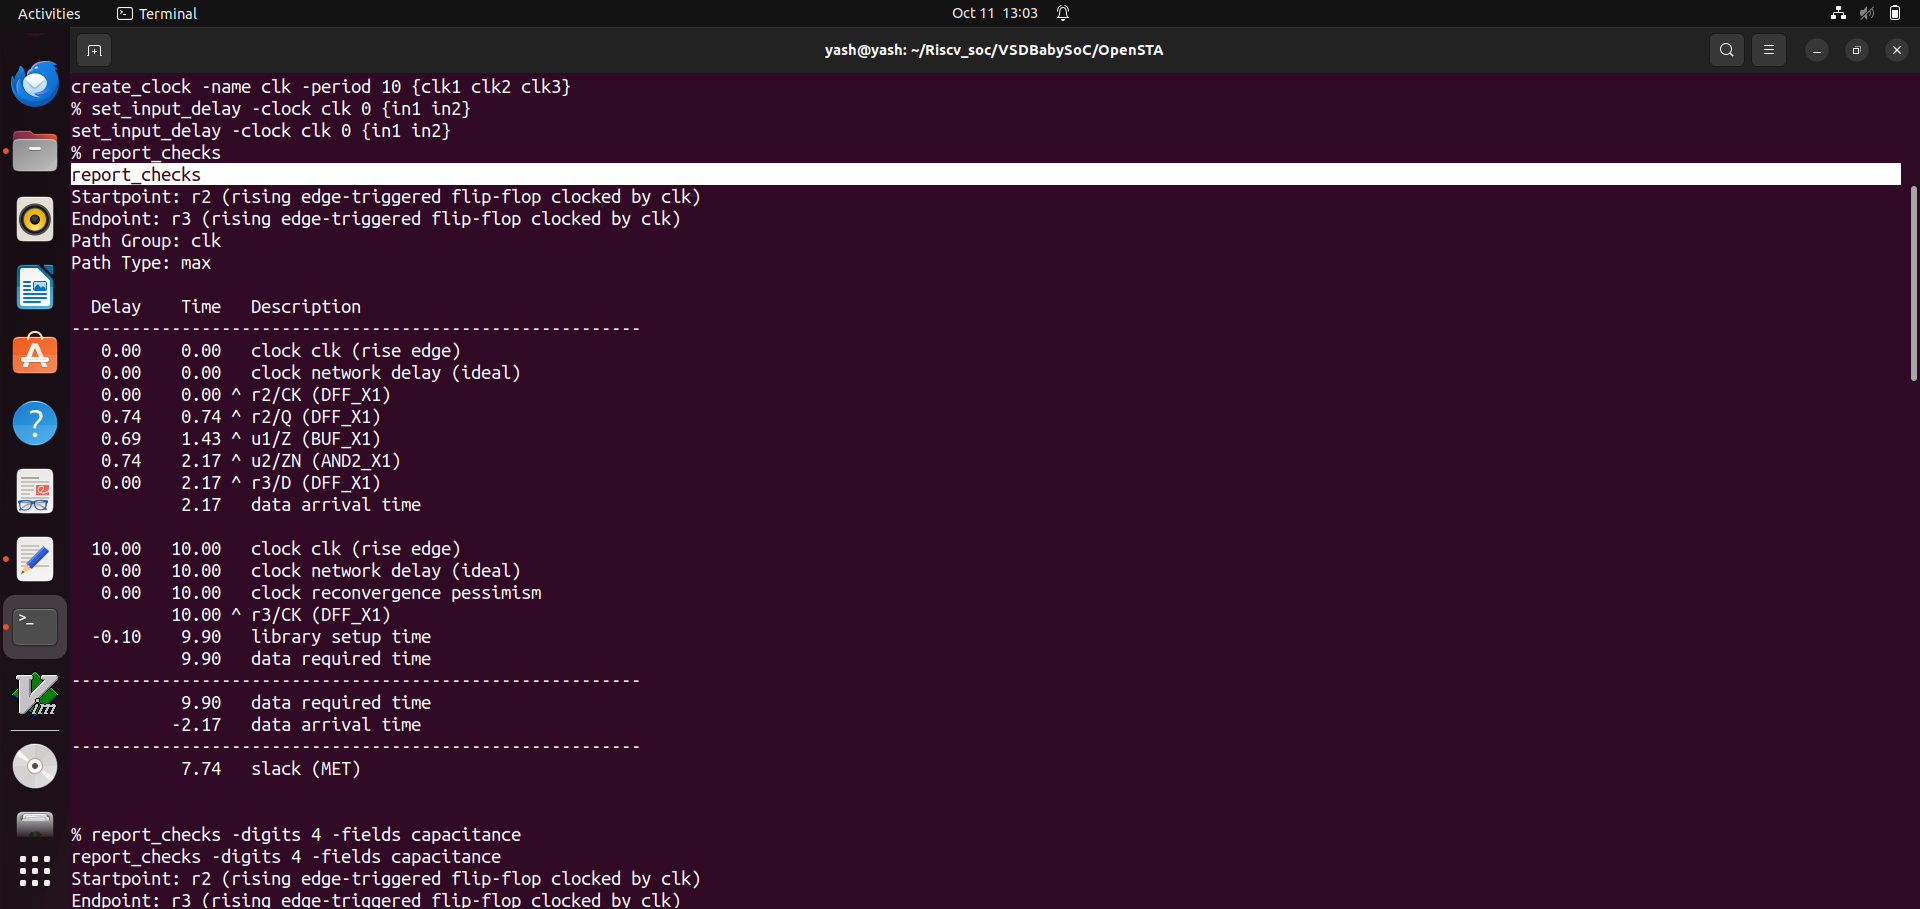 Activities    Terminal    Oct 11  13:03
yash@yash: ~/Riscv_soc/VSDBabySoC/OpenSTA
create_clock -name clk -period 10 {clk1 clk2 clk3}
% set_input_delay -clock clk 0 {in1 in2}
set_input_delay -clock clk 0 {in1 in2}
% report_checks
report_checks
Startpoint: r2 (rising edge-triggered flip-flop clocked by clk)
Endpoint: r3 (rising edge-triggered flip-flop clocked by clk)
Path Group: clk
Path Type: max
  Delay    Time   Description
---------------------------------------------------------
   0.00    0.00   clock clk (rise edge)
   0.00    0.00   clock network delay (ideal)
   0.00    0.00 ^ r2/CK (DFF_X1)
   0.74    0.74 ^ r2/Q (DFF_X1)
   0.69    1.43 ^ u1/Z (BUF_X1)
   0.74    2.17 ^ u2/ZN (AND2_X1)
   0.00    2.17 ^ r3/D (DFF_X1)
           2.17   data arrival time
  10.00   10.00   clock clk (rise edge)
   0.00   10.00   clock network delay (ideal)
   0.00   10.00   clock reconvergence pessimism
          10.00 ^ r3/CK (DFF_X1)
  -0.10    9.90   library setup time
           9.90   data required time
---------------------------------------------------------
           9.90   data required time
          -2.17   data arrival time
---------------------------------------------------------
           7.74   slack (MET)
% report_checks -digits 4 -fields capacitance
report_checks -digits 4 -fields capacitance
Startpoint: r2 (rising edge-triggered flip-flop clocked by clk)
Endpoint: r3 (rising edge-triggered flip-flop clocked by clk)